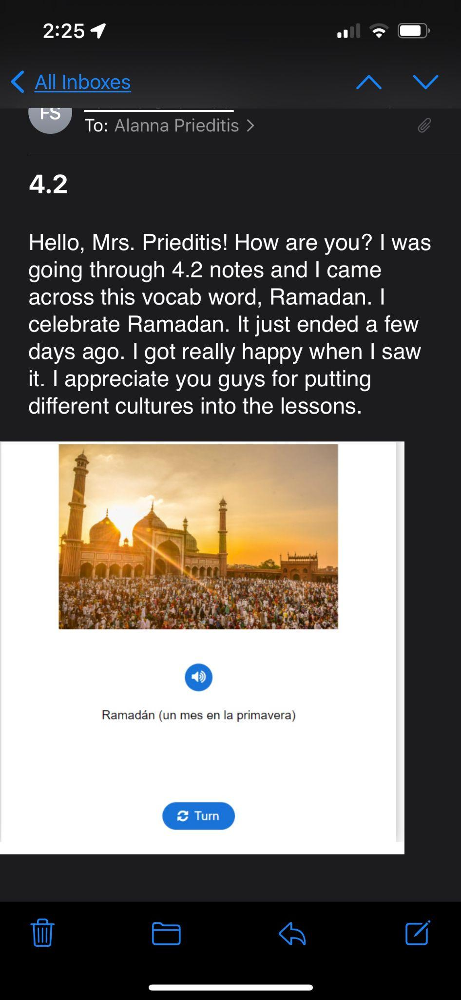 2:25
All Inboxes
FS
To: Alanna Prieditis
4.2
Hello, Mrs. Prieditis! How are you? I was
going through 4.2 notes and I came
across this vocab word, Ramadan. I
celebrate Ramadan. It just ended a few
days ago. I got really happy when I saw
it. I appreciate you guys for putting
different cultures into the lessons.
Ramadán (un mes en la primavera)
Turn